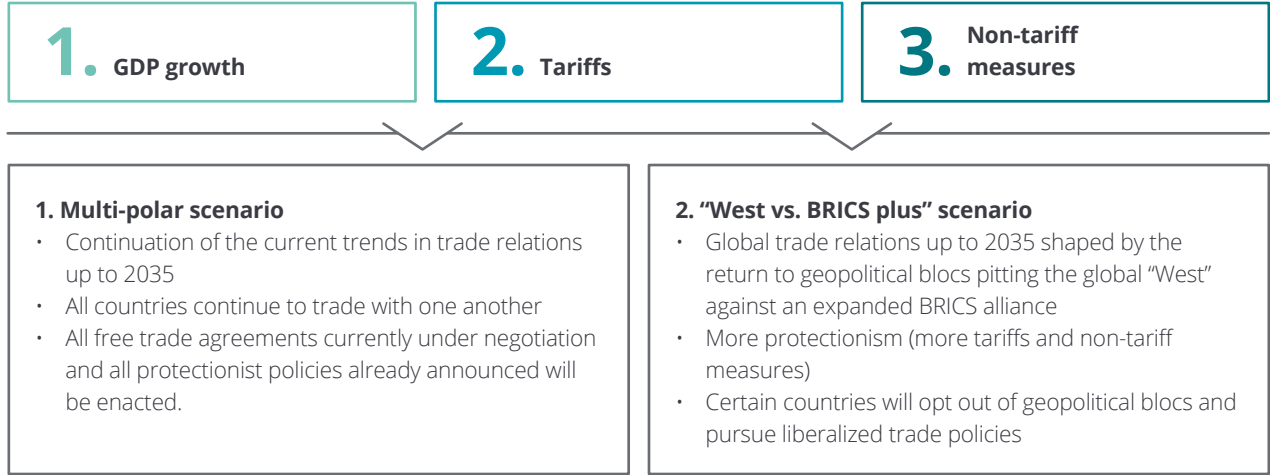 1. GDP growth
2. Tariffs
3. Non-tariff
measures
1. Multi-polar scenario
• Continuation of the current trends in trade relations
up to 2035
• All countries continue to trade with one another
• All free trade agreements currently under negotiation
and all protectionist policies already announced will
be enacted.
2. “West vs. BRICS plus” scenario
• Global trade relations up to 2035 shaped by the
return to geopolitical blocs pitting the global “West”
against an expanded BRICS alliance
• More protectionism (more tariffs and non-tariff
measures)
• Certain countries will opt out of geopolitical blocs and
pursue liberalized trade policies